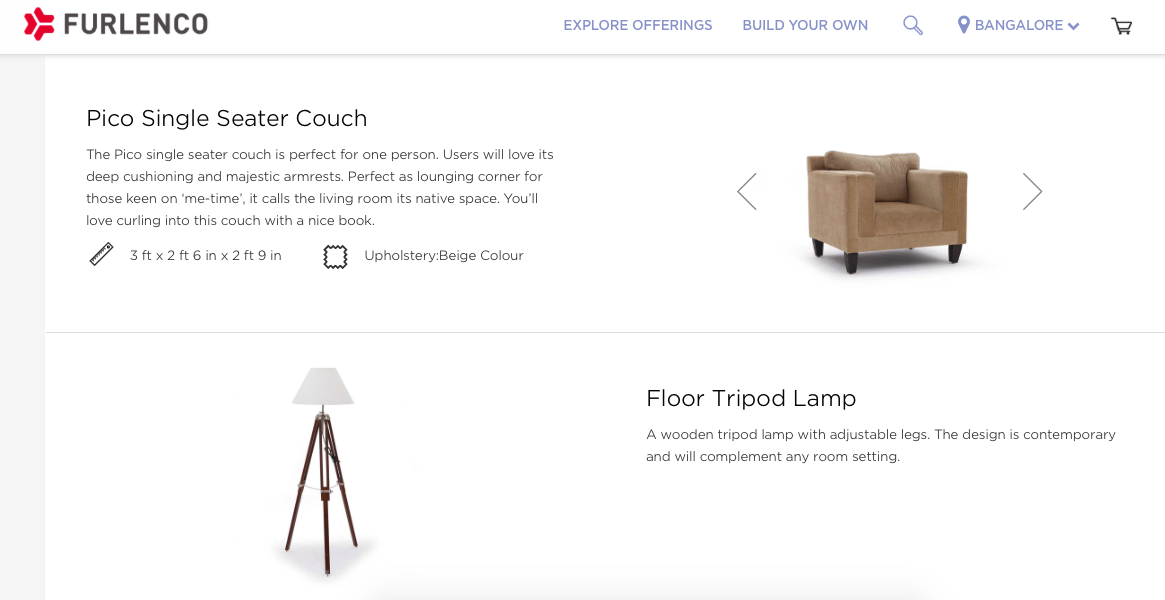 FURLENCO
EXPLORE OFFERINGS
BUILD YOUR OWN
BANGALORE
Pico Single Seater Couch
The Pico single seater couch is perfect for one person. Users will love its
deep cushioning and majestic armrests. Perfect as lounging corner for
those keen on ‘me-time’, it calls the living room its native space. You’ll
love curling into this couch with a nice book.
3 ft x 2 ft 6 in x 2 ft 9 in
Upholstery:Beige Colour
Floor Tripod Lamp
A wooden tripod lamp with adjustable legs. The design is contemporary
and will complement any room setting.